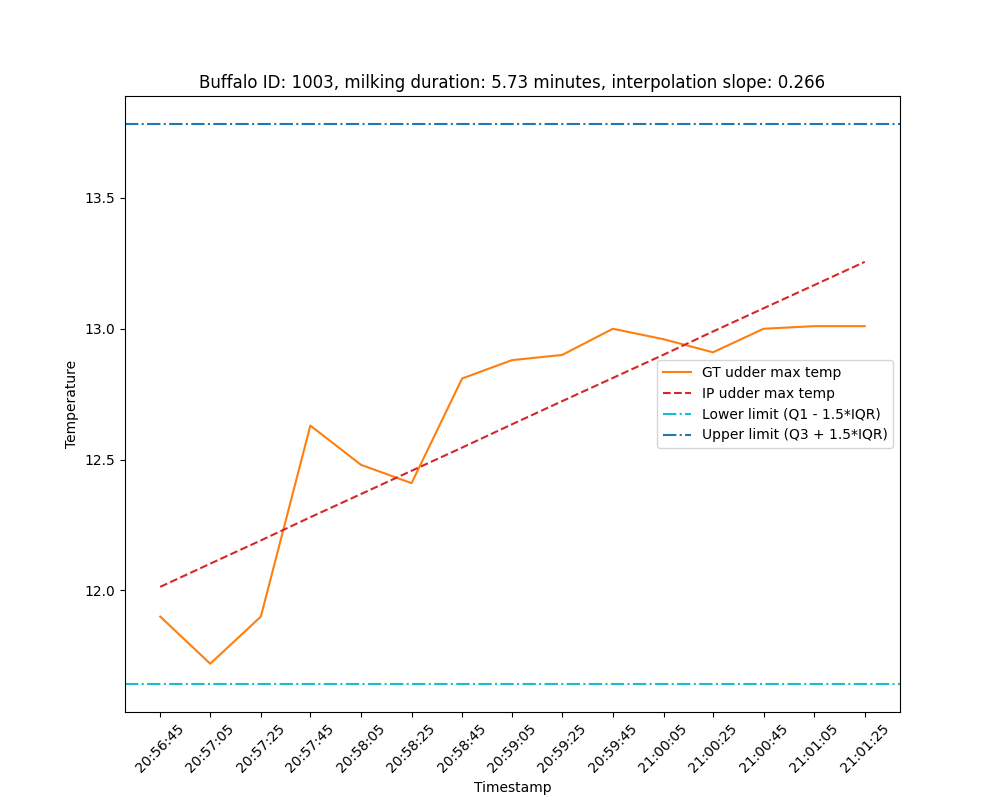 Buffalo ID: 1003, milking duration: 5.73 minutes, interpolation slope: 0.266
Temperature
13.5
13.0
12.5
12.0
GT udder max temp
IP udder max temp
Lower limit (Q1 - 1.5*IQR)
Upper limit (Q3 + 1.5*IQR)
20:56:45
20:57:05
20:57:25
20:57:45
20:58:05
20:58:25
20:58:45
20:59:05
20:59:25
20:59:45
21:00:05
21:00:25
21:00:45
21:01:05
21:01:25
Timestamp